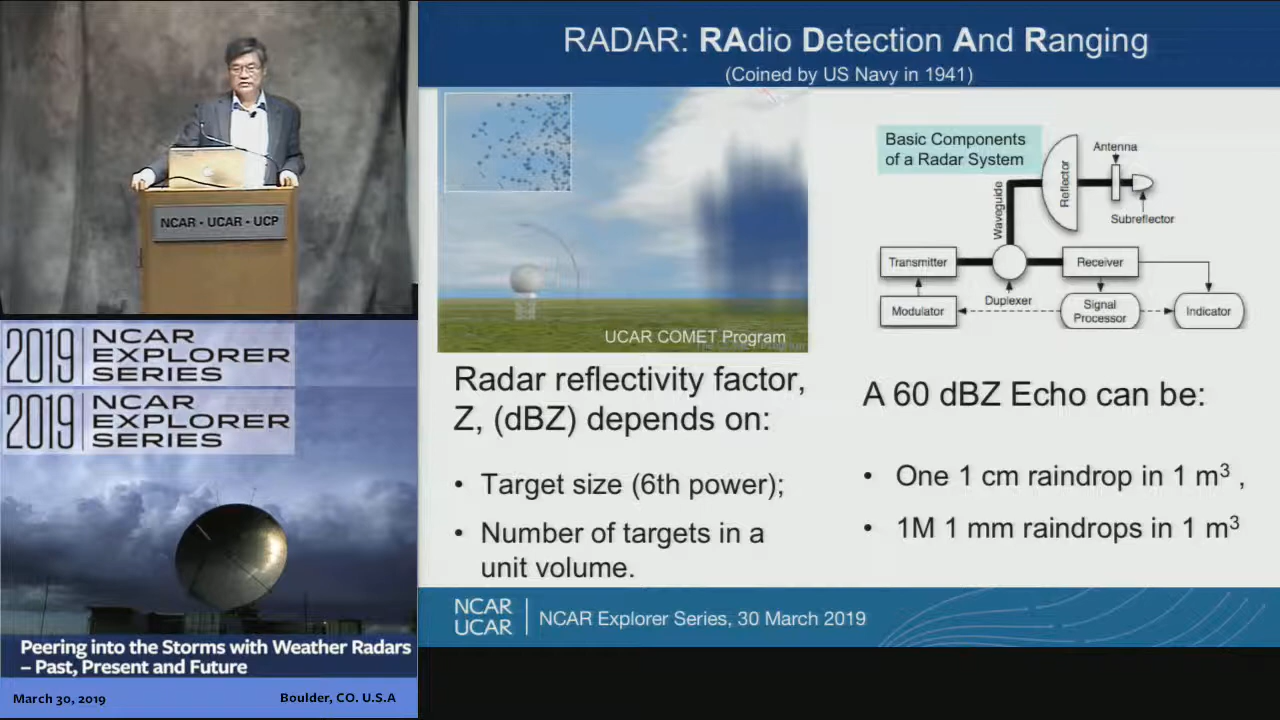 NCAR - UCAR - UCP
2019 NCAR
EXPLORER
SERIES
2019 NCAR
EXPLORER
SERIES
Peering into the Storms with Weather Radars
– Past, Present and Future
March 30, 2019
Boulder, CO. U.S.A
RADAR: RAdio Detection And Ranging
(Coined by US Navy in 1941)
UCAR COMET Program
Basic Components
of a Radar System
Antenna
Reflector
Waveguide
Subreflector
Transmitter
Receiver
Duplexer
Modulator
Signal
Processor
Indicator
Radar reflectivity factor,
Z, (dBZ) depends on:
• Target size (6th power);
• Number of targets in a
unit volume.
A 60 dBZ Echo can be:
• One 1 cm raindrop in 1 m³ ,
• 1M 1 mm raindrops in 1 m³
NCAR
UCAR
NCAR Explorer Series, 30 March 2019